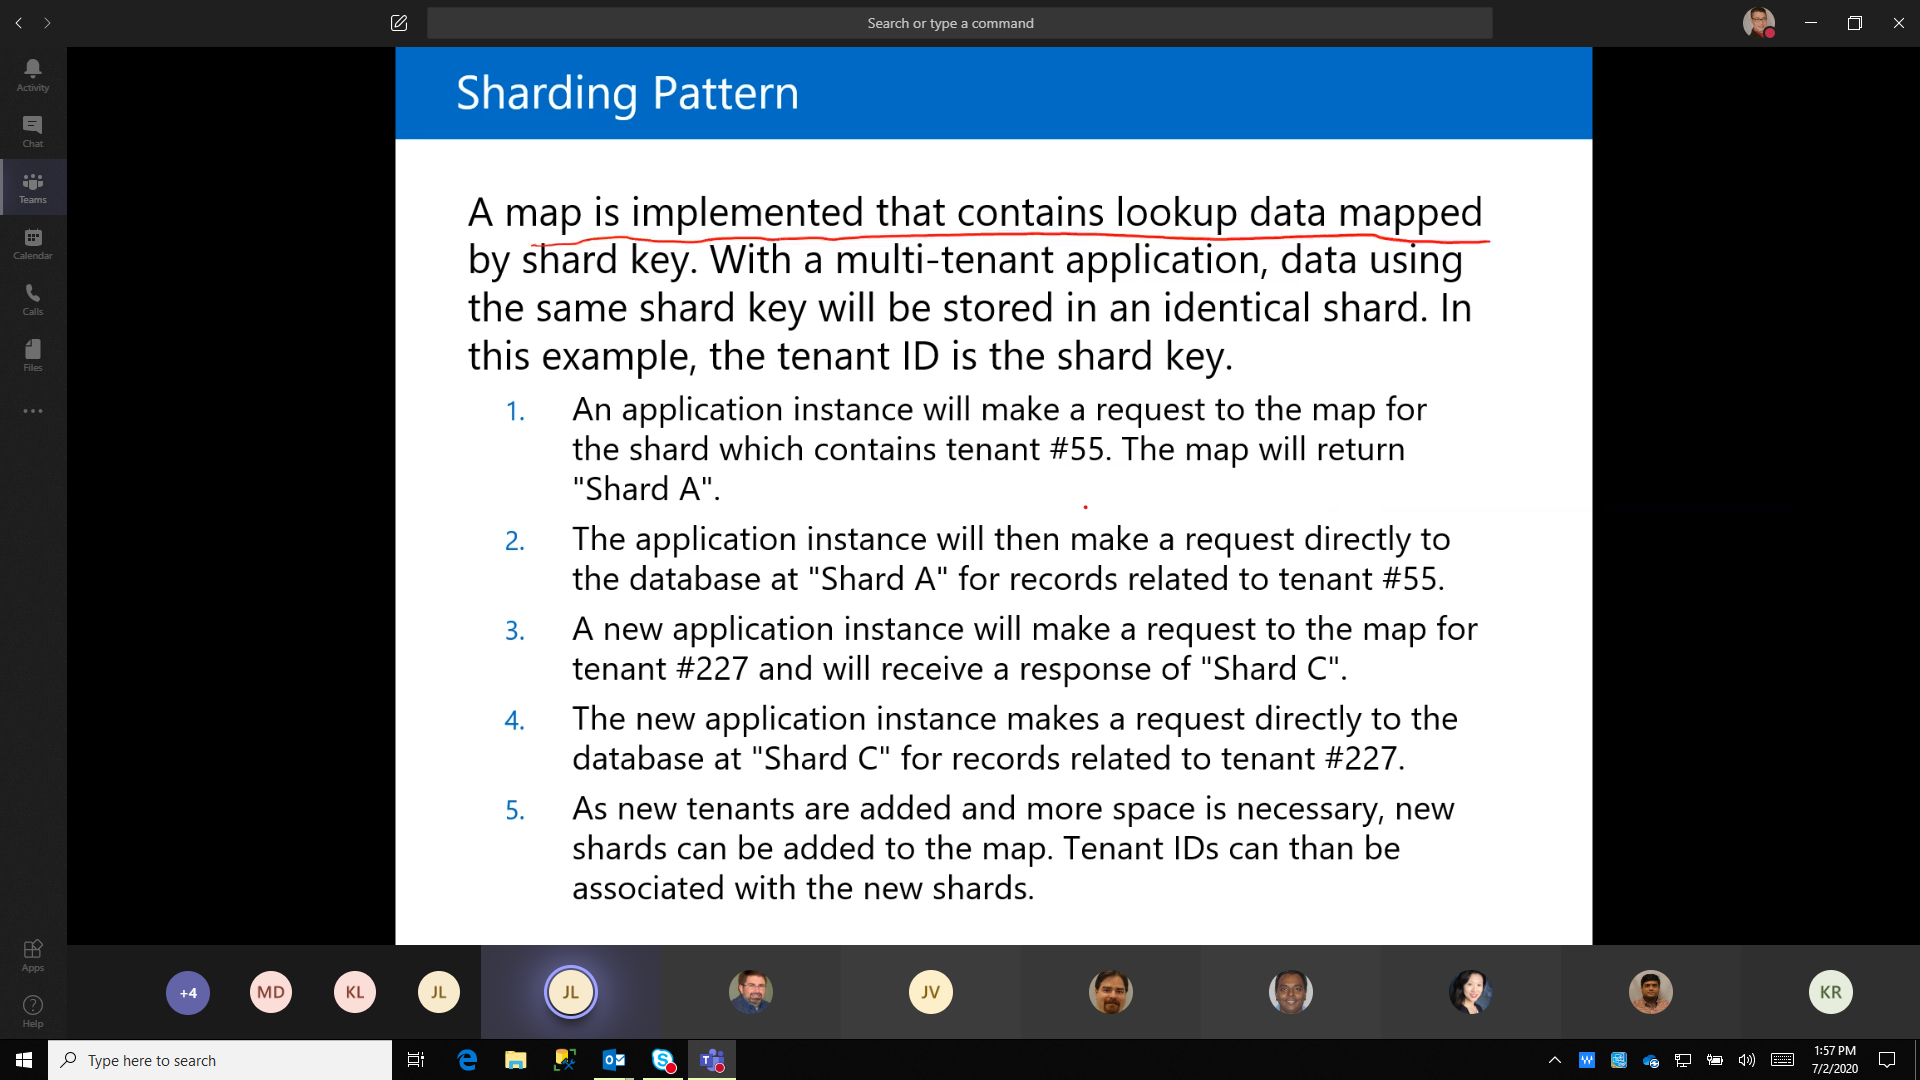 Search or type a command
Activity
Chat
Teams
Calendar
Calls
Files
Apps
Help
Sharding Pattern
A map is implemented that contains lookup data mapped
by shard key. With a multi-tenant application, data using
the same shard key will be stored in an identical shard. In
this example, the tenant ID is the shard key.
1. An application instance will make a request to the map for
the shard which contains tenant #55. The map will return
"Shard A".
2. The application instance will then make a request directly to
the database at "Shard A" for records related to tenant #55.
3. A new application instance will make a request to the map for
tenant #227 and will receive a response of "Shard C".
4. The new application instance makes a request directly to the
database at "Shard C" for records related to tenant #227.
5. As new tenants are added and more space is necessary, new
shards can be added to the map. Tenant IDs can than be
associated with the new shards.
+4 MD KL JL JL JV KR
Type here to search
1:57 PM
7/2/2020